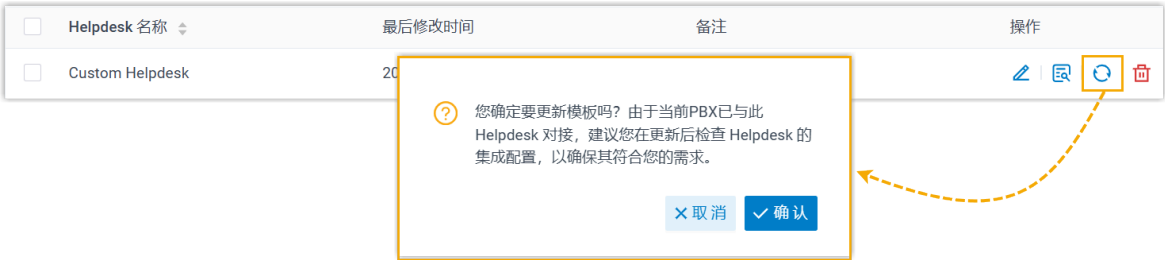 Helpdesk 名称
最后修改时间
备注
操作
Custom Helpdesk
20
您确定要更新模板吗？由于当前PBX已与此
Helpdesk 对接，建议您在更新后检查 Helpdesk 的
集成配置，以确保其符合您的需求。
取消
确认